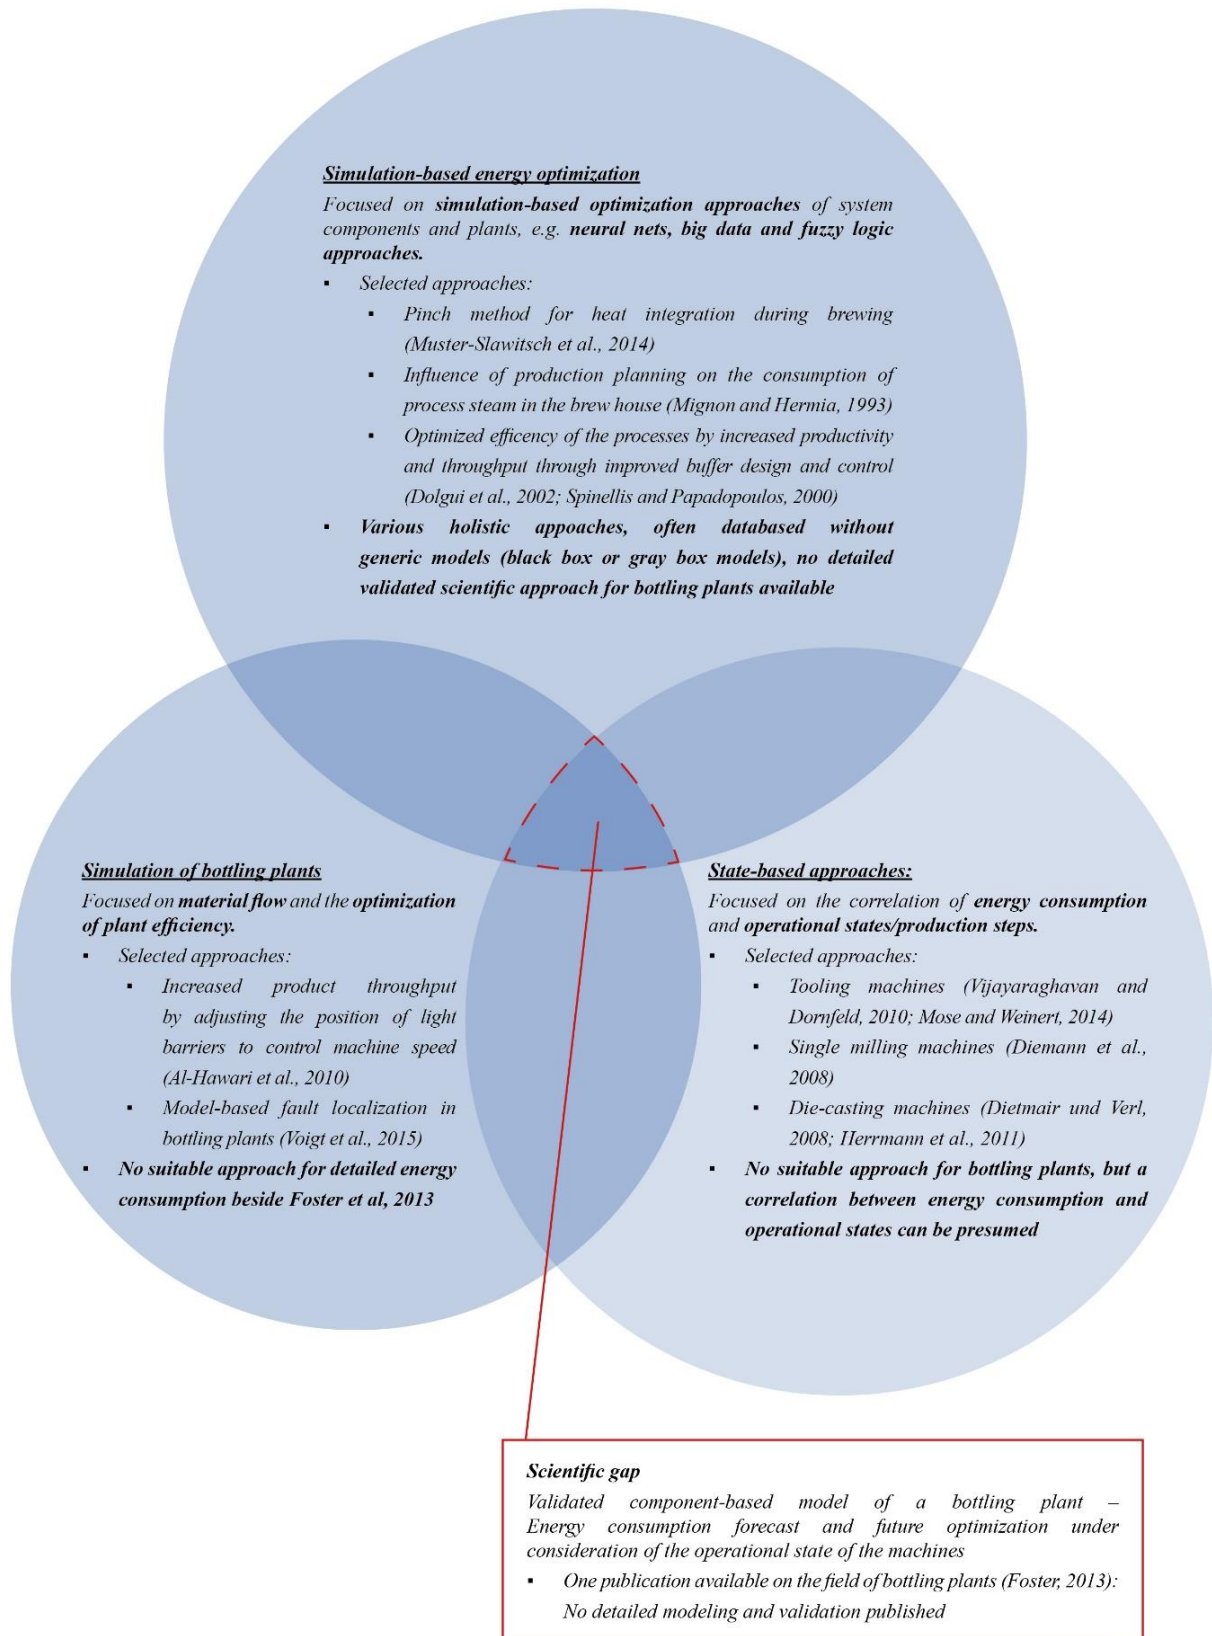 Simulation-based energy optimization
Focused on simulation-based optimization approaches of system
components and plants, e.g. neural nets, big data and fuzzy logic
approaches.
▪ Selected approaches:
▪ Pinch method for heat integration during brewing
(Muster-Slawitsch et al., 2014)
▪ Influence of production planning on the consumption of
process steam in the brew house (Mignon and Hermia, 1993)
▪ Optimized efficency of the processes by increased productivity
and throughput through improved buffer design and control
(Dolgui et al., 2002; Spinellis and Papadopoulos, 2000)
▪ Various holistic appoaches, often databased without
generic models (black box or gray box models), no detailed
validated scientific approach for bottling plants available
Simulation of bottling plants
Focused on material flow and the optimization
of plant efficiency.
▪ Selected approaches:
▪ Increased product throughput
by adjusting the position of light
barriers to control machine speed
(Al-Hawari et al., 2010)
▪ Model-based fault localization in
bottling plants (Voigt et al., 2015)
▪ No suitable approach for detailed energy
consumption beside Foster et al, 2013
State-based approaches:
Focused on the correlation of energy consumption
and operational states/production steps.
▪ Selected approaches:
▪ Tooling machines (Vijayaraghavan and
Dornfeld, 2010; Mose and Weinert, 2014)
▪ Single milling machines (Diemann et al.,
2008)
▪ Die-casting machines (Dietmair und Verl,
2008; Herrmann et al., 2011)
▪ No suitable approach for bottling plants, but a
correlation between energy consumption and
operational states can be presumed
Scientific gap
Validated component-based model of a bottling plant –
Energy consumption forecast and future optimization under
consideration of the operational state of the machines
▪ One publication available on the field of bottling plants (Foster, 2013):
No detailed modeling and validation published